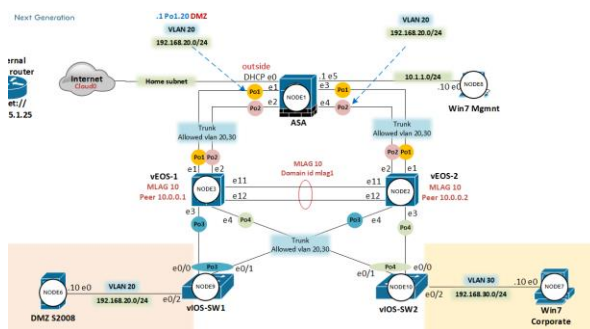 Next Generation
.1 Po1.20 DMZ
VLAN 20
192.168.20.0/24
VLAN 20
192.168.20.0/24
ernal
router
et://
5.1.25
Internet
Cloud0
Home subnet
outside
DHCP e0
e1
Po1
e2
Po2
NODE1
ASA
.1 e5
e3
Po1
e4
Po2
10.1.1.0/24
.10 e0
NODE8
Win7 Mgmnt
Trunk
Allowed vlan 20,30
Trunk
Allowed vlan 20,30
Po1
Po2
e1
e2
Po2
Po1
e2
e1
vEOS-1
MLAG 10
Peer 10.0.0.1
NODE3
e11
e12
MLAG 10
Domain id mlag1
e11
e12
NODE2
vEOS-2
MLAG 10
Peer 10.0.0.2
e3
Po3
e4
Po4
Po3
e4
e3
Po4
Trunk
Allowed vlan 20,30
e0/0
Po3
e0/1
e0/1
Po4
e0/0
NODE6
DMZ S2008
.10 e0
VLAN 20
192.168.20.0/24
e0/2
NODE9
vIOS-SW1
NODE10
vIOS-SW2
e0/2
VLAN 30
192.168.30.0/24
.10 e0
NODE7
Win7
Corporate